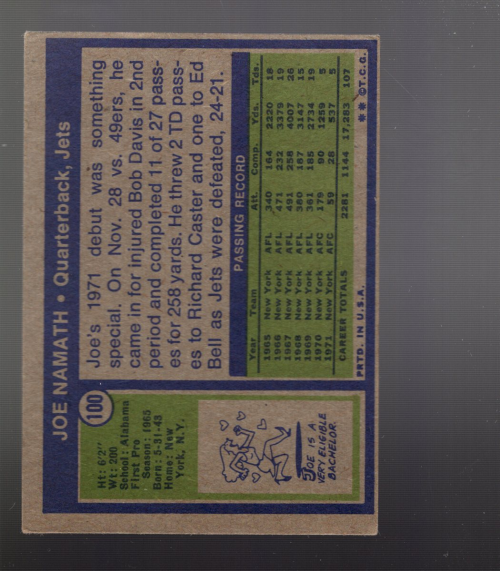 JOE NAMATH • Quarterback, Jets
100
Ht: 6'2"
Wt: 200
School: Alabama
First Pro
Season: 1965
Born: 5-31-43
Home: New
York, N.Y.
JOE IS A
VERY ELIGIBLE
BACHELOR.
Joe's 1971 debut was something
special. On Nov. 28 vs. 49ers, he
came in for injured Bob Davis in 2nd
period and completed 11 of 27 pass-
es for 258 yards. He threw 2 TD pass-
es to Richard Caster and one to Ed
Bell as Jets were defeated, 24-21.
PASSING RECORD
Year Team Att. Comp. Yds. Tds.
1965 New York AFL 340 164 2220 18
1966 New York AFL 471 232 3379 19
1967 New York AFL 491 258 4007 26
1968 New York AFL 380 187 3147 15
1969 New York AFL 361 185 2734 19
1970 New York AFC 179 90 1259 5
1971 New York AFC 59 28 537 5
CAREER TOTALS 2281 1144 17,283 107
PRTD. IN U.S.A. ** © T.C.G.